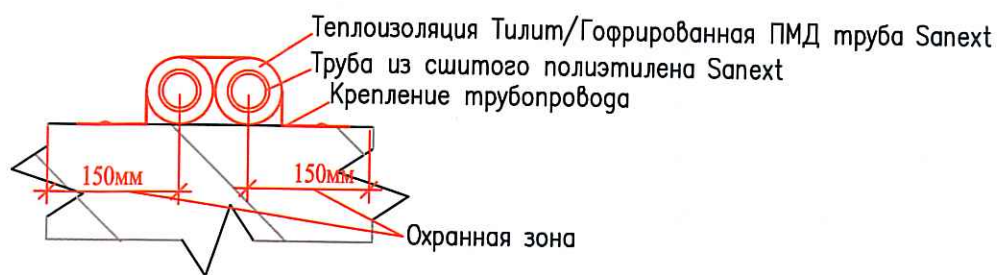 Теплоизоляция Тилит/Гофрированная ПМД труба Sanext
Труба из сшитого полиэтилена Sanext
Крепление трубопровода
150мм 150мм
Охранная зона